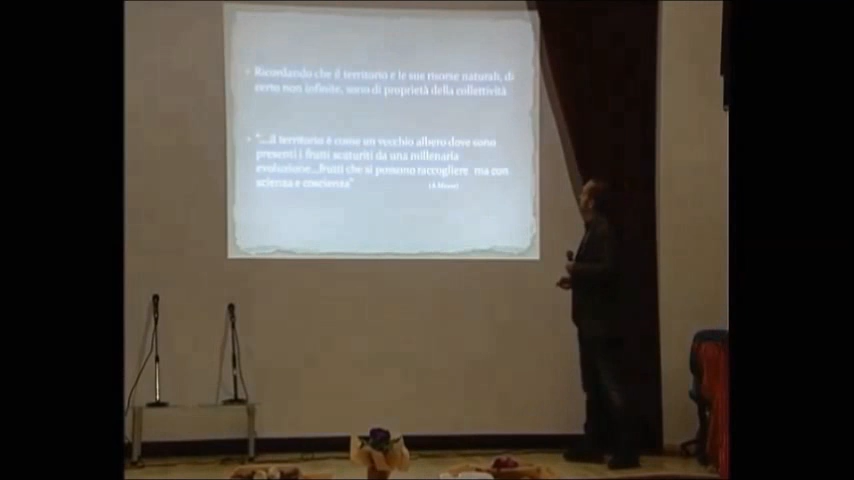 Ricordando che il territorio e le sue risorse naturali, di
certo non infinite, sono di proprietà della collettività
"....il territorio è come un vecchio albero dove sono
presenti i frutti scaturiti da una millenaria
evoluzione....frutti che si possono raccogliere ma con
scienza e coscienza"